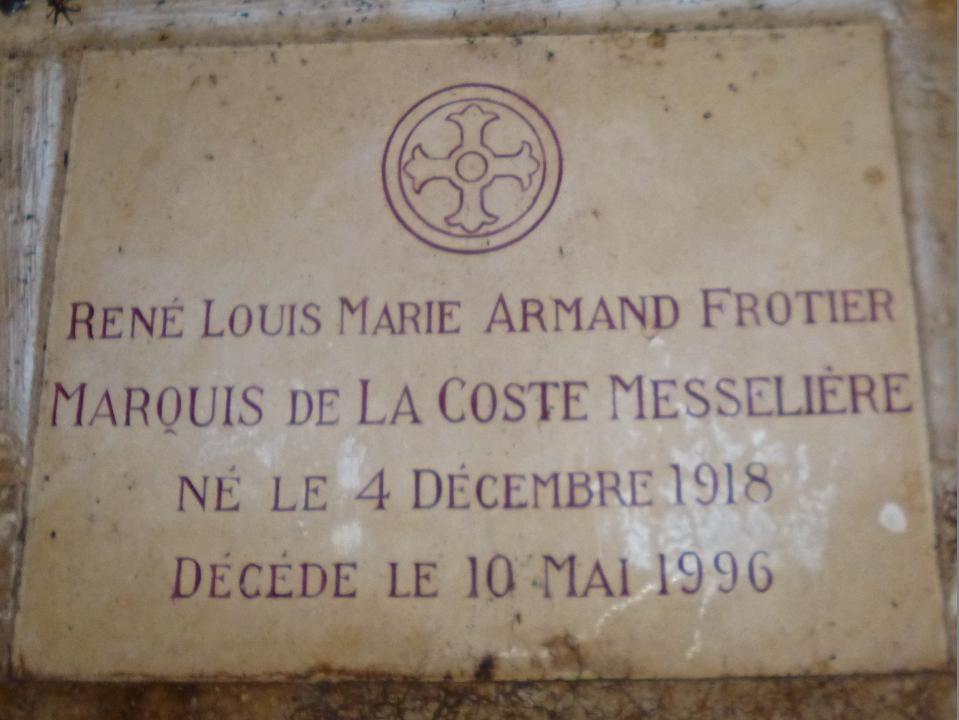 RENÉ LOUIS MARIE ARMAND FROTIER
MARQUIS DE LA COSTE MESSELIÈRE
NÉ LE 4 DÉCEMBRE 1918
DÉCÉDE LE 10 MAI 1996